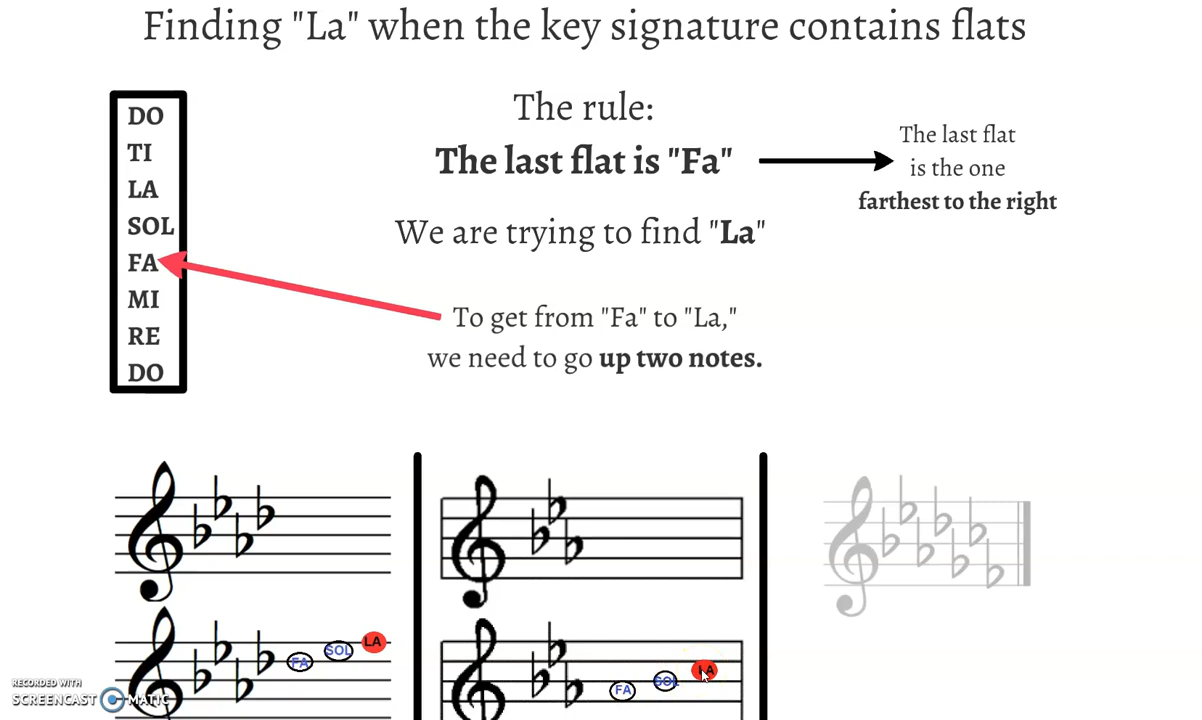 Finding "La" when the key signature contains flats
DO
TI
LA
SOL
FA
MI
RE
DO
The rule:
The last flat is "Fa"
The last flat
is the one
farthest to the right
We are trying to find "La"
To get from "Fa" to "La,"
we need to go up two notes.
FA
SOL
LA
FA
SOL
LA
RECORDED WITH
SCREENCAST MATIC